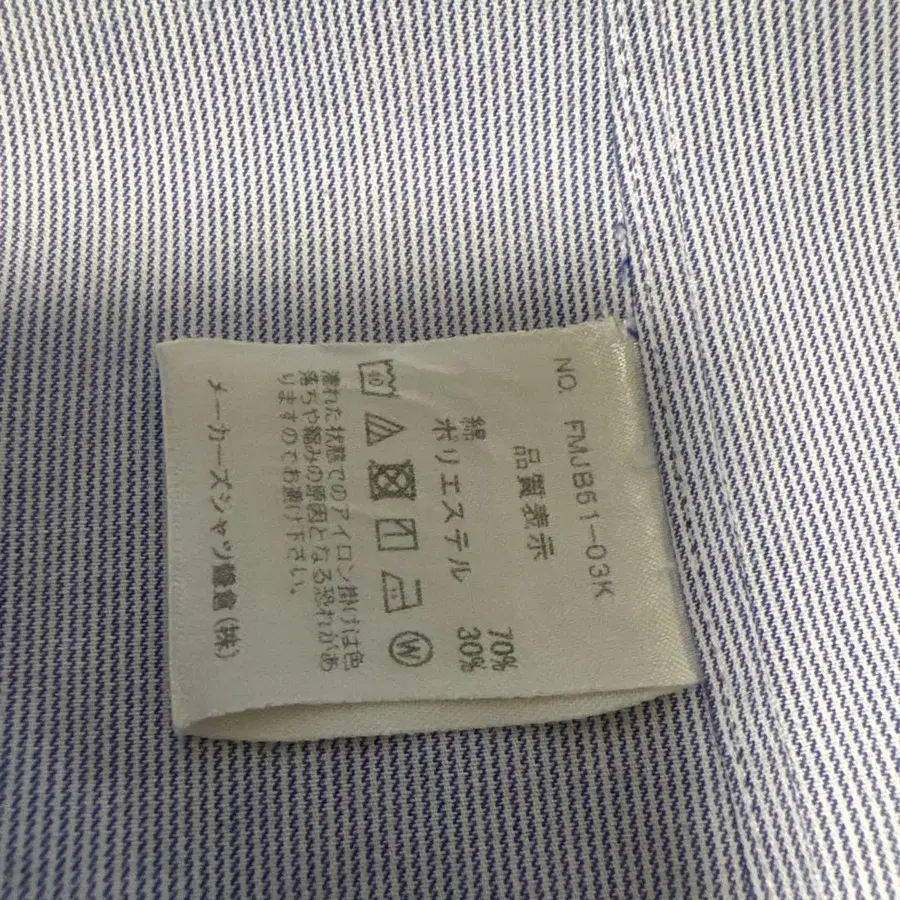 NO. FMJB51-03K
品質表示
綿 70%
ポリエステル 30%
40 W
濡れた状態でのアイロン掛けは色
落ちや縮みの原因となる恐れがあ
りますのでお避け下さい。
メーカーズシャツ鎌倉(株)